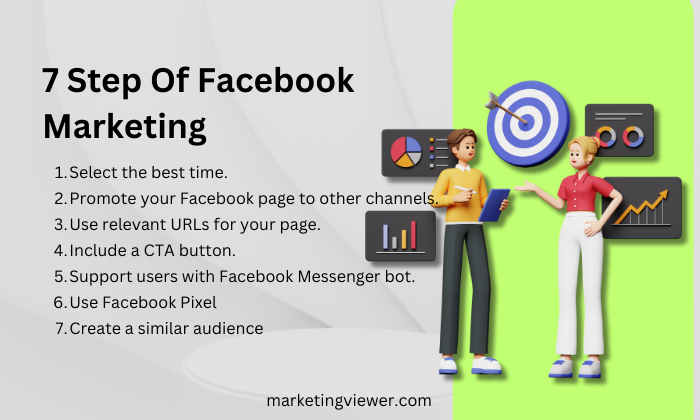 7 Step Of Facebook
Marketing
1. Select the best time.
2. Promote your Facebook page to other channels.
3. Use relevant URLs for your page.
4. Include a CTA button.
5. Support users with Facebook Messenger bot.
6. Use Facebook Pixel
7. Create a similar audience
marketingviewer.com